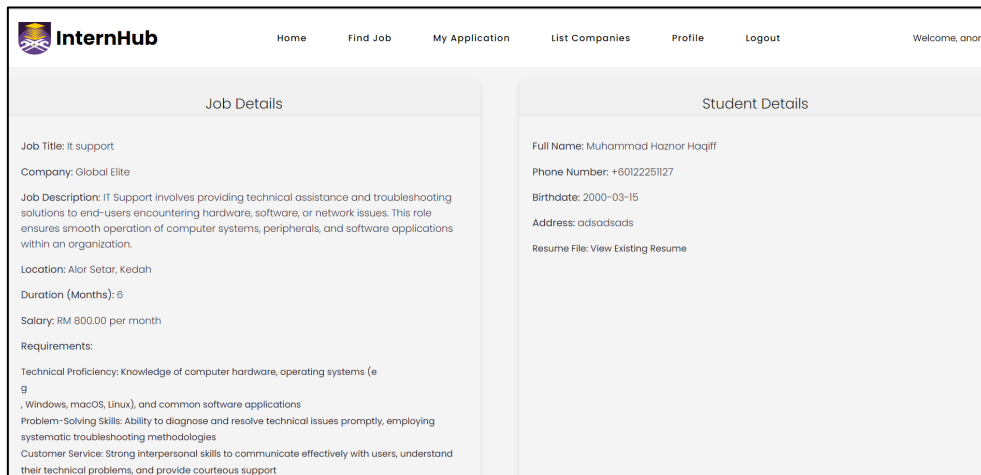 InternHub
Home Find Job My Application List Companies Profile Logout
Welcome, anon
Job Details
Job Title: It support
Company: Global Elite
Job Description: IT Support involves providing technical assistance and troubleshooting
solutions to end-users encountering hardware, software, or network issues. This role
ensures smooth operation of computer systems, peripherals, and software applications
within an organization.
Location: Alor Setar, Kedah
Duration (Months): 6
Salary: RM 800.00 per month
Requirements:
Technical Proficiency: Knowledge of computer hardware, operating systems (e
g
, Windows, macOS, Linux), and common software applications
Problem-Solving Skills: Ability to diagnose and resolve technical issues promptly, employing
systematic troubleshooting methodologies
Customer Service: Strong interpersonal skills to communicate effectively with users, understand
their technical problems, and provide courteous support
Student Details
Full Name: Muhammad Haznor Haqiff
Phone Number: +60122251127
Birthdate: 2000-03-15
Address: adsadsads
Resume File: View Existing Resume